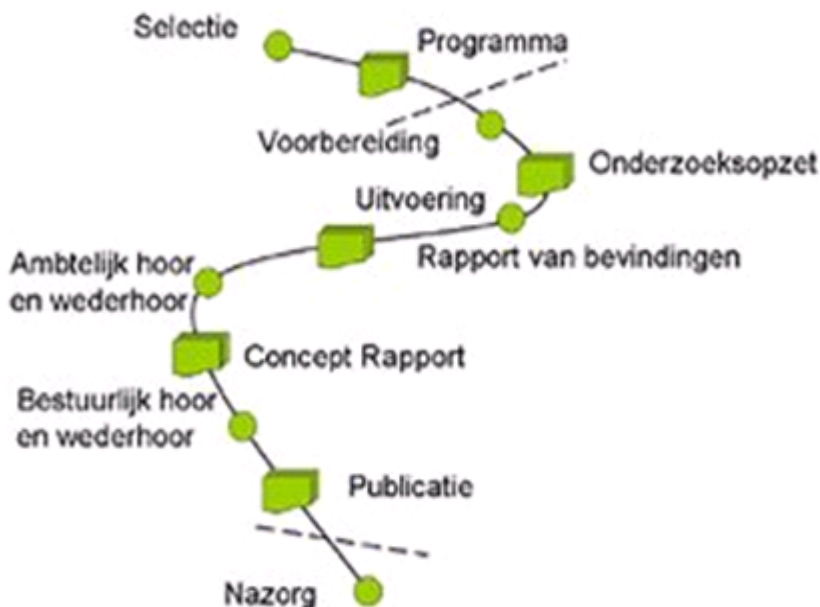 Selectie
Programma
Voorbereiding
Onderzoeksopzet
Uitvoering
Rapport van bevindingen
Ambtelijk hoor
en wederhoor
Concept Rapport
Bestuurlijk hoor
en wederhoor
Publicatie
Nazorg